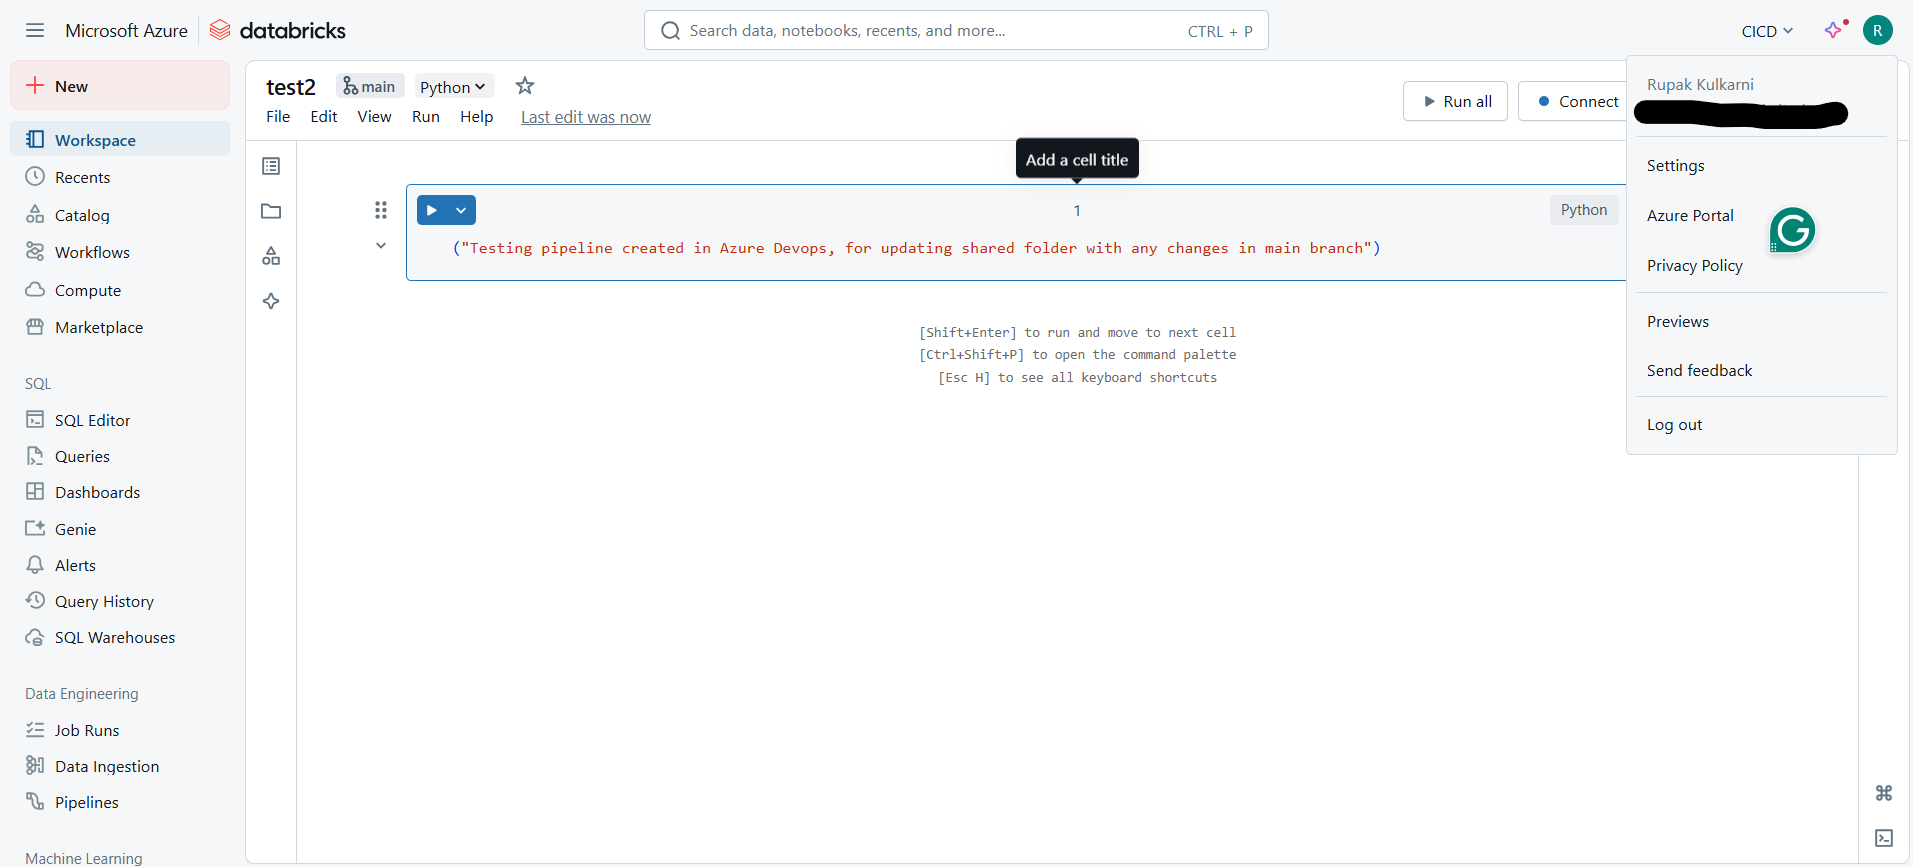 Microsoft Azure databricks
Search data, notebooks, recents, and more... CTRL + P
CICD
R
New
Workspace
Recents
Catalog
Workflows
Compute
Marketplace
SQL
SQL Editor
Queries
Dashboards
Genie
Alerts
Query History
SQL Warehouses
Data Engineering
Job Runs
Data Ingestion
Pipelines
Machine Learning
test2 main Python
File Edit View Run Help Last edit was now
Run all
Connect
Add a cell title
1
Python
("Testing pipeline created in Azure Devops, for updating shared folder with any changes in main branch")
[Shift+Enter] to run and move to next cell
[Ctrl+Shift+P] to open the command palette
[Esc H] to see all keyboard shortcuts
Rupak Kulkarni
Settings
Azure Portal
G
Privacy Policy
Previews
Send feedback
Log out